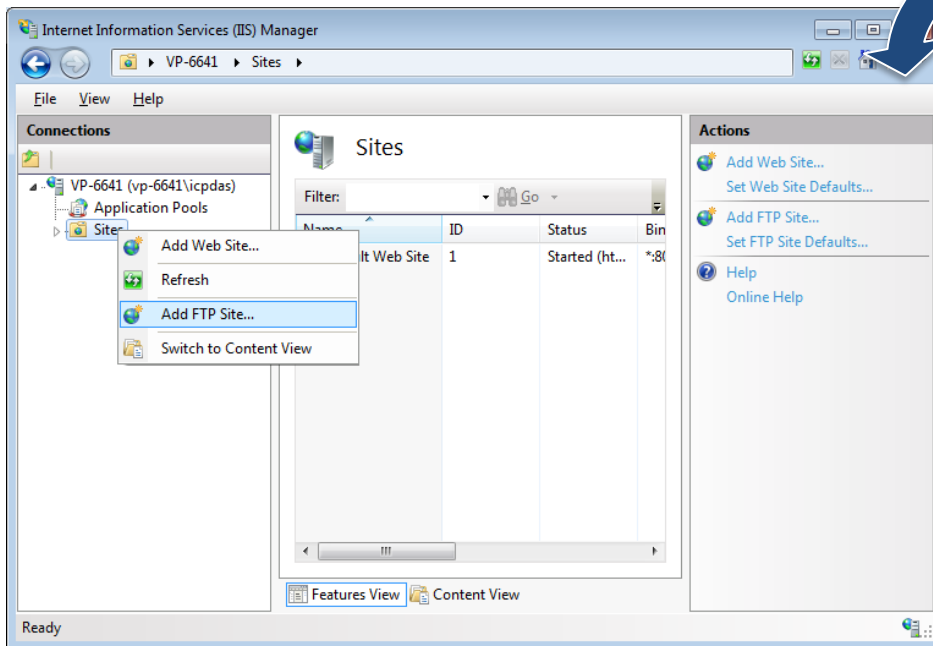 Internet Information Services (IIS) Manager
VP-6641 Sites
File View Help
Connections
VP-6641 (vp-6641\icpdas)
Application Pools
Sites
Add Web Site...
Refresh
Add FTP Site...
Switch to Content View
Sites
Filter: Go
Name ID Status Bin
lt Web Site 1 Started (ht... *:80
Features View Content View
Actions
Add Web Site...
Set Web Site Defaults...
Add FTP Site...
Set FTP Site Defaults...
Help
Online Help
Ready